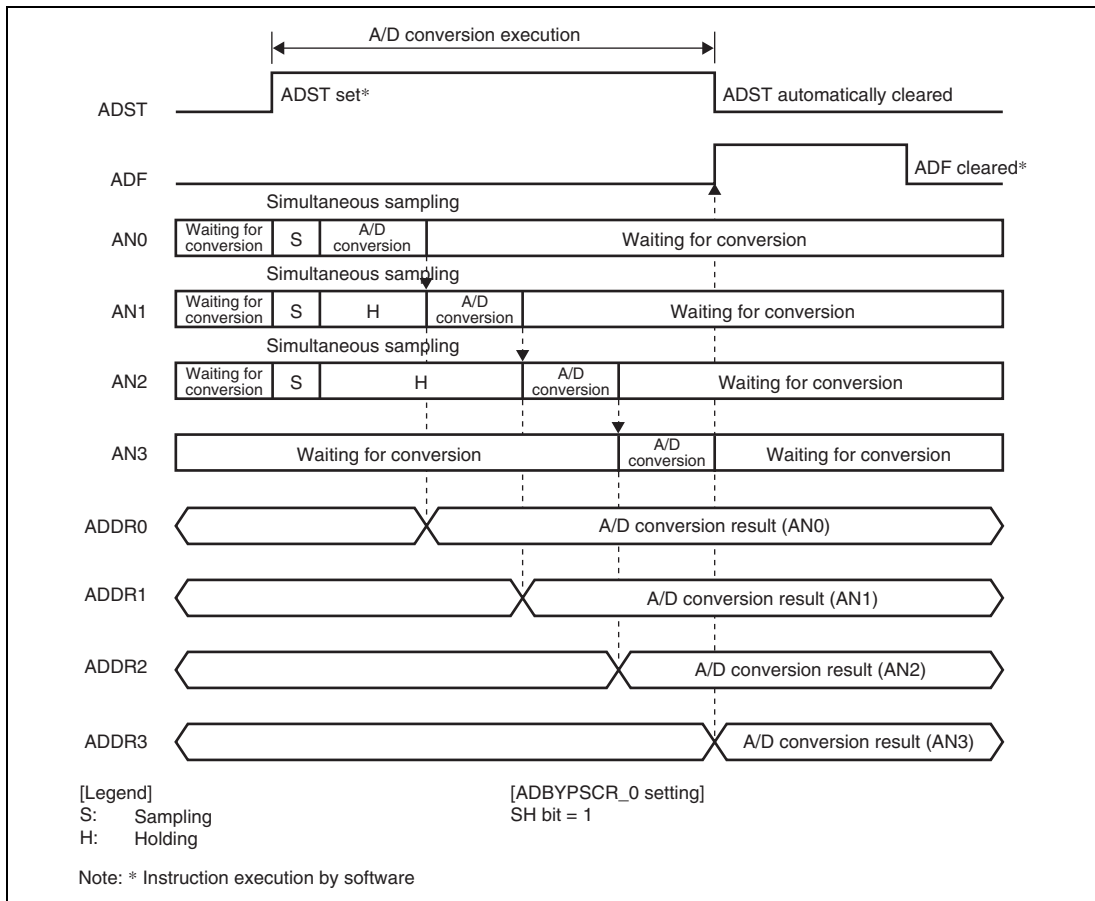 A/D conversion execution
ADST ADST set* ADST automatically cleared
ADF ADF cleared*
Simultaneous sampling
AN0 Waiting for conversion S A/D conversion Waiting for conversion
Simultaneous sampling
AN1 Waiting for conversion S H A/D conversion Waiting for conversion
Simultaneous sampling
AN2 Waiting for conversion S H A/D conversion Waiting for conversion
AN3 Waiting for conversion A/D conversion Waiting for conversion
ADDR0 A/D conversion result (AN0)
ADDR1 A/D conversion result (AN1)
ADDR2 A/D conversion result (AN2)
ADDR3 A/D conversion result (AN3)
[Legend] [ADBYPSCR_0 setting]
S: Sampling SH bit = 1
H: Holding
Note: * Instruction execution by software